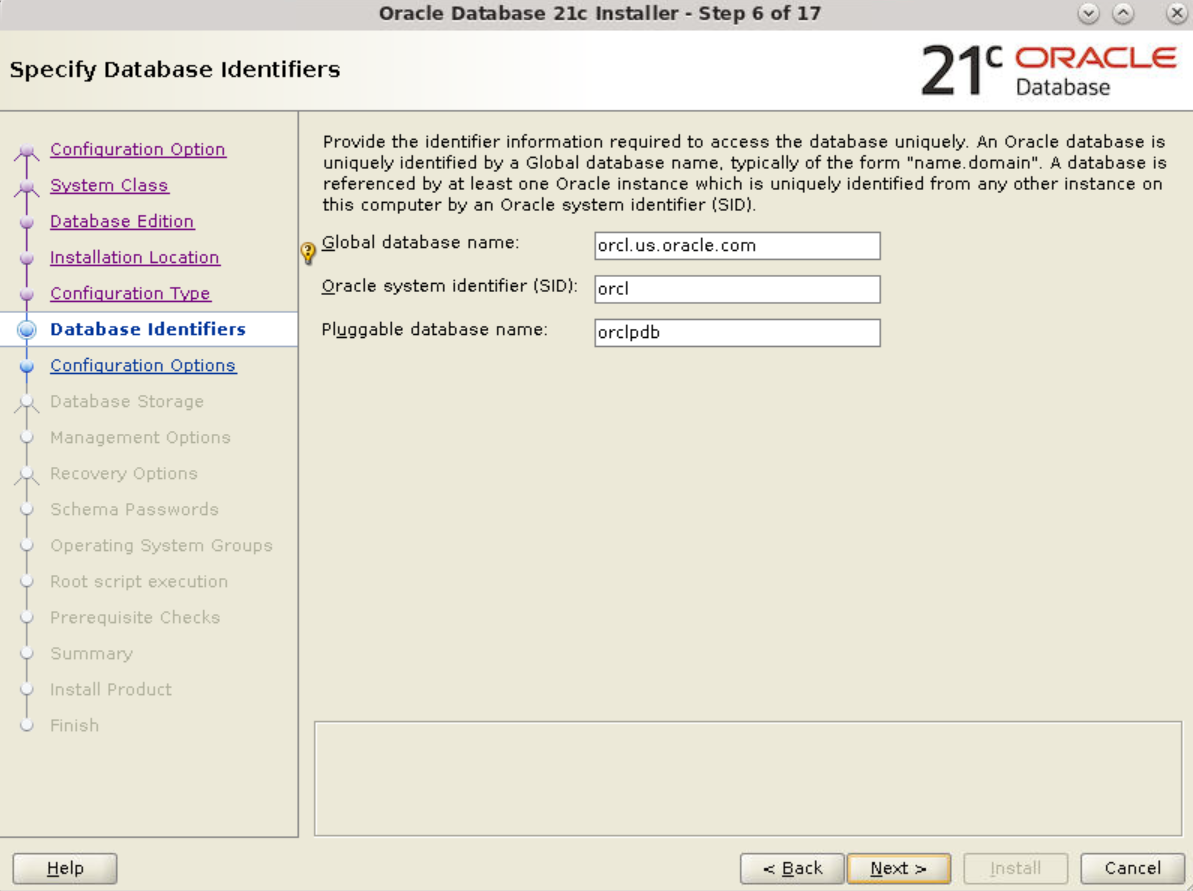 Oracle Database 21c Installer - Step 6 of 17
Specify Database Identifiers
21c ORACLE
Database
Configuration Option
System Class
Database Edition
Installation Location
Configuration Type
Database Identifiers
Configuration Options
Database Storage
Management Options
Recovery Options
Schema Passwords
Operating System Groups
Root script execution
Prerequisite Checks
Summary
Install Product
Finish
Provide the identifier information required to access the database uniquely. An Oracle database is
uniquely identified by a Global database name, typically of the form "name.domain". A database is
referenced by at least one Oracle instance which is uniquely identified from any other instance on
this computer by an Oracle system identifier (SID).
Global database name: orcl.us.oracle.com
Oracle system identifier (SID): orcl
Pluggable database name: orclpdb
Help < Back Next > Install Cancel